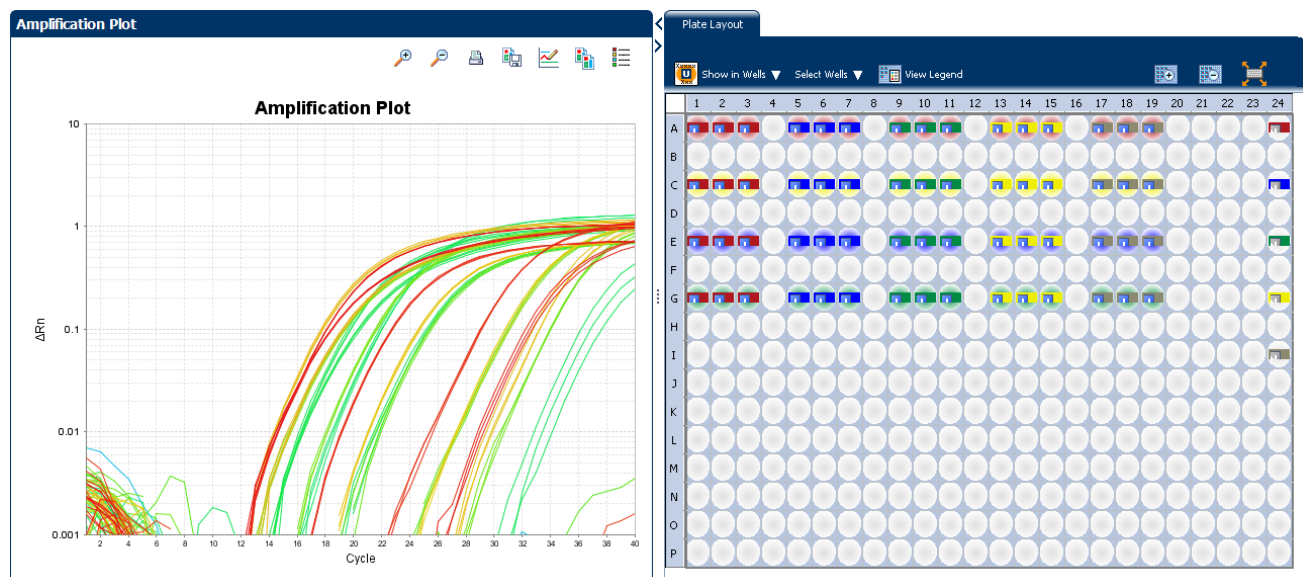 Amplification Plot
Amplification Plot
10
1
0.1
0.01
0.001
ΔRn
2 4 6 8 10 12 14 16 18 20 22 24 26 28 30 32 34 36 38 40
Cycle
Plate Layout
Show in Wells ▼ Select Wells ▼ View Legend
1 2 3 4 5 6 7 8 9 10 11 12 13 14 15 16 17 18 19 20 21 22 23 24
A
B
C
D
E
F
G
H
I
J
K
L
M
N
O
P